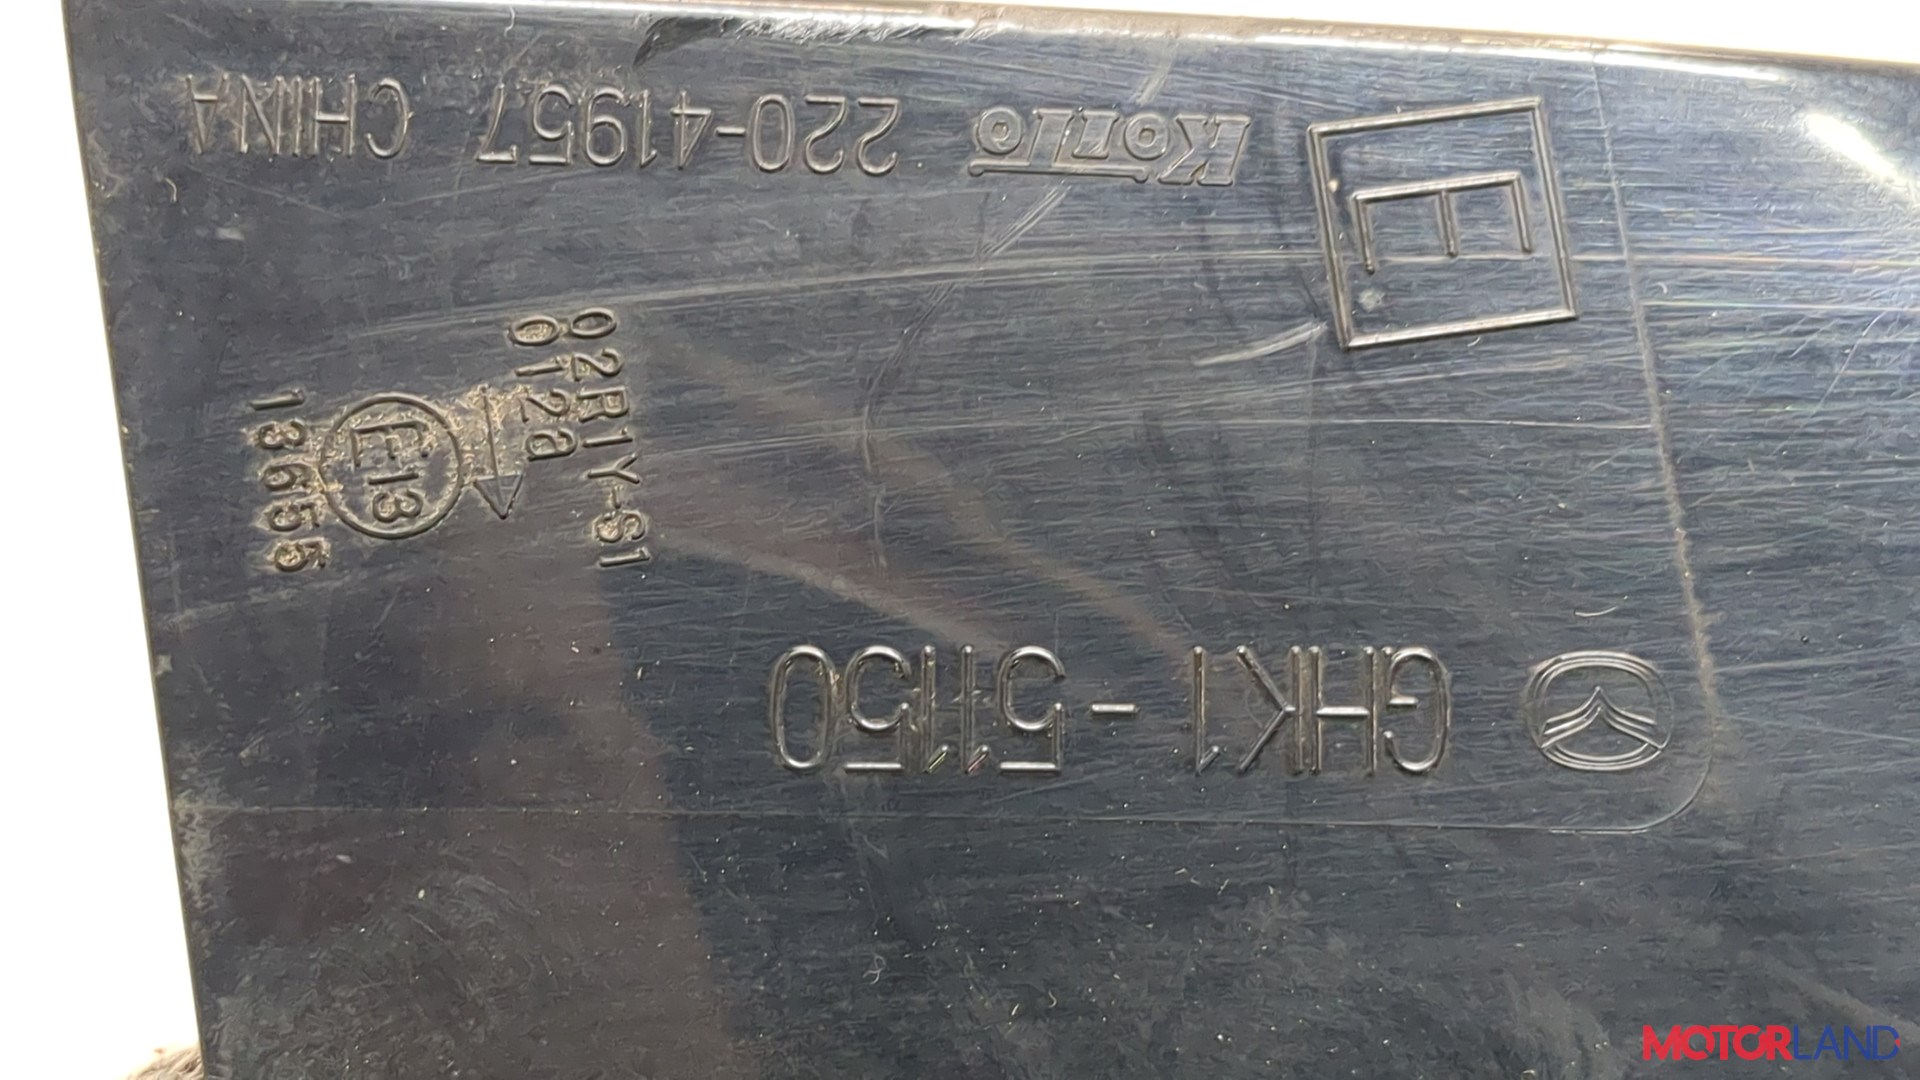 GHK1-51150
02R1Y-S1
012a
E13
13655
E
KOITO 220-41957 CHINA
MOTORLAND